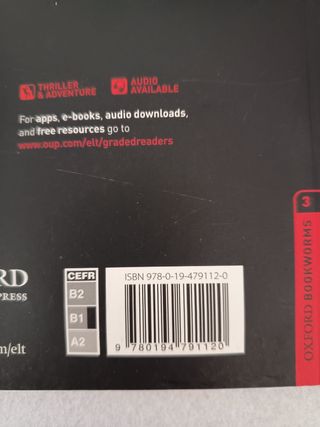 THRILLER
& ADVENTURE
AUDIO
AVAILABLE
For apps, e-books, audio downloads,
and free resources go to
www.oup.com/elt/gradedreaders
3
OXFORD BOOKWORMS
RD
PRESS
m/elt
CEFR
B2
B1
A2
ISBN 978-0-19-479112-0
9 780194 791120